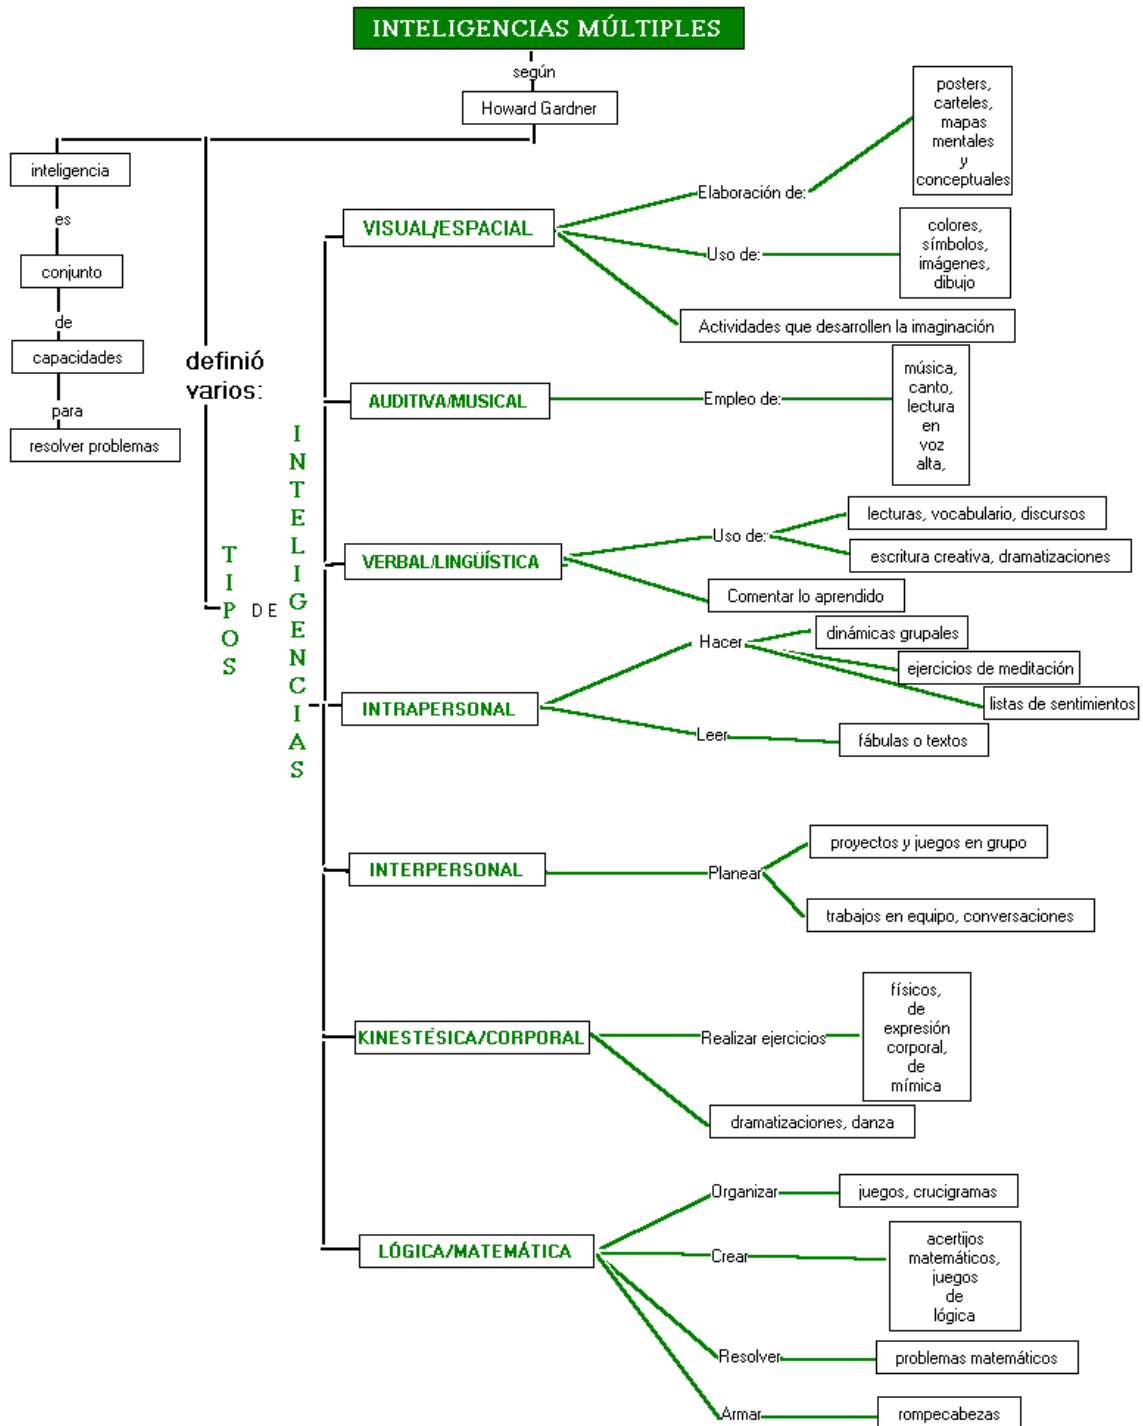 INTELIGENCIAS MÚLTIPLES
según
Howard Gardner
inteligencia
es
conjunto
de
capacidades
para
resolver problemas
definió
varios:
TIPOS
DE
INTELIGENCIAS
VISUAL/ESPACIAL
Elaboración de:
posters,
carteles,
mapas
mentales
y
conceptuales
Uso de:
colores,
símbolos,
imágenes,
dibujo
Actividades que desarrollen la imaginación
AUDITIVA/MUSICAL
Empleo de:
música,
canto,
lectura
en
voz
alta,
VERBAL/LINGÜÍSTICA
Uso de:
lecturas, vocabulario, discursos
escritura creativa, dramatizaciones
Comentar lo aprendido
INTRAPERSONAL
Hacer
dinámicas grupales
ejercicios de meditación
listas de sentimientos
Leer
fábulas o textos
INTERPERSONAL
Planear
proyectos y juegos en grupo
trabajos en equipo, conversaciones
KINESTÉSICA/CORPORAL
Realizar ejercicios
físicos,
de
expresión
corporal,
de
mímica
dramatizaciones, danza
LÓGICA/MATEMÁTICA
Organizar
juegos, crucigramas
Crear
acertijos
matemáticos,
juegos
de
lógica
Resolver
problemas matemáticos
Armar
rompecabezas